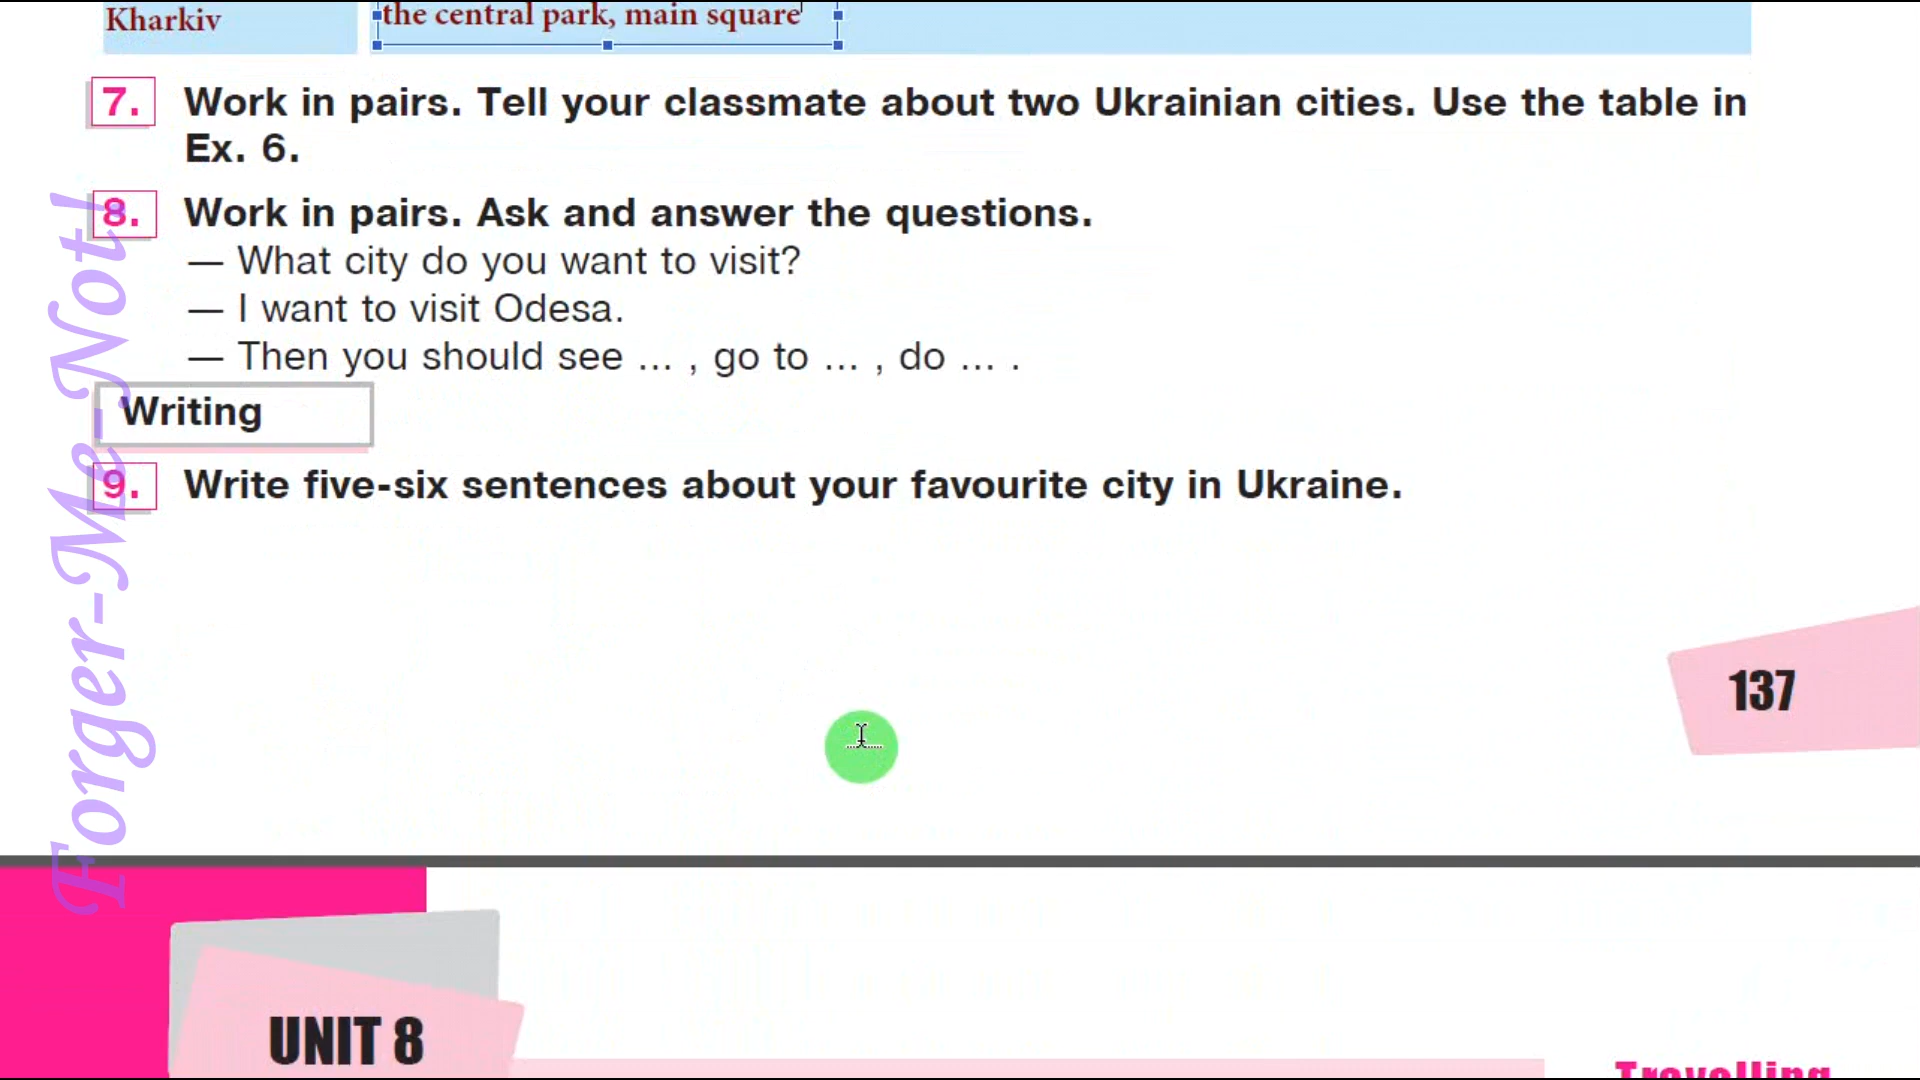 Kharkiv
the central park, main square
7. Work in pairs. Tell your classmate about two Ukrainian cities. Use the table in
Ex. 6.
8. Work in pairs. Ask and answer the questions.
— What city do you want to visit?
— I want to visit Odesa.
— Then you should see ... , go to ... , do ... .
Writing
9. Write five-six sentences about your favourite city in Ukraine.
Forger-Me-Not!
137
UNIT 8
Travelling